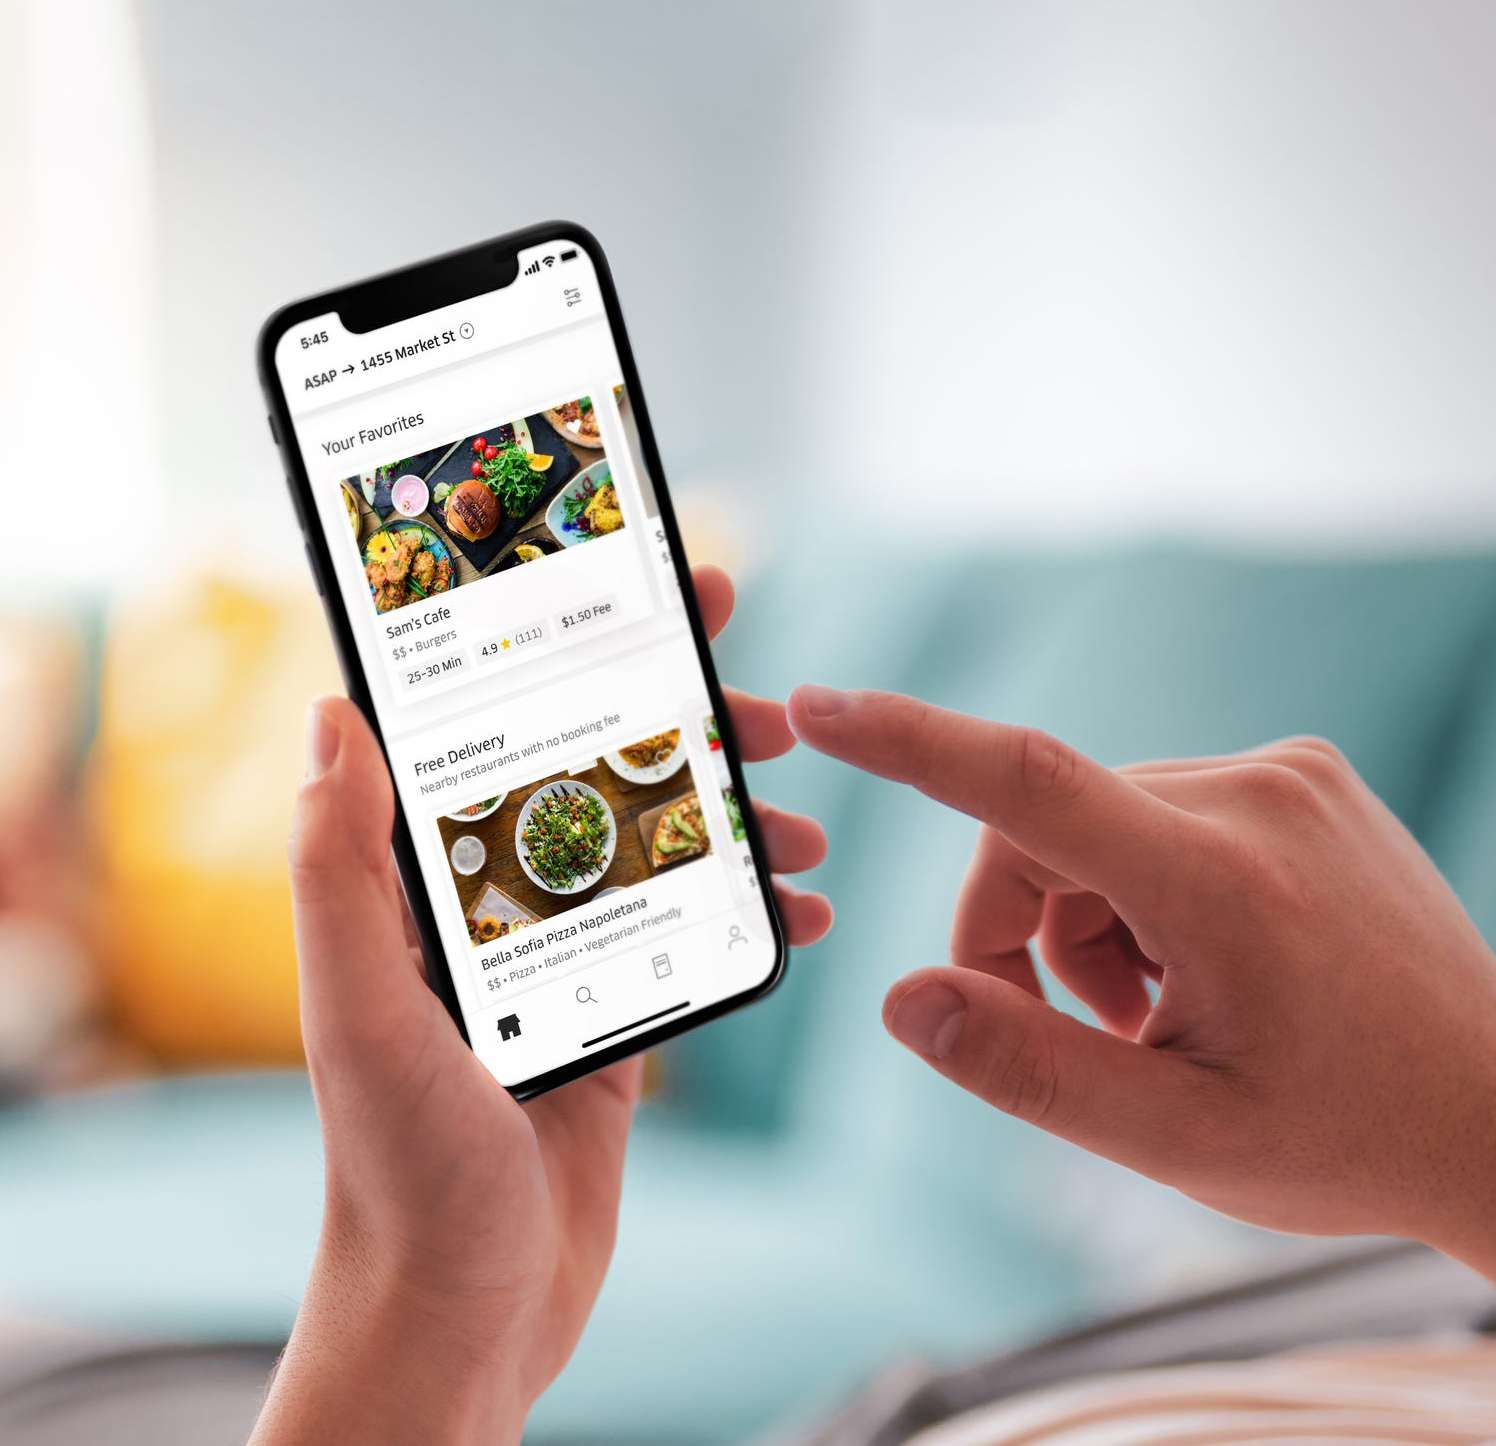 5:45
ASAP → 1455 Market St
Your Favorites
Sam's Cafe
$$ • Burgers
25-30 Min 4.9 ★ (111) $1.50 Fee
Free Delivery
Nearby restaurants with no booking fee
Bella Sofia Pizza Napoletana
$$ • Pizza • Italian • Vegetarian Friendly